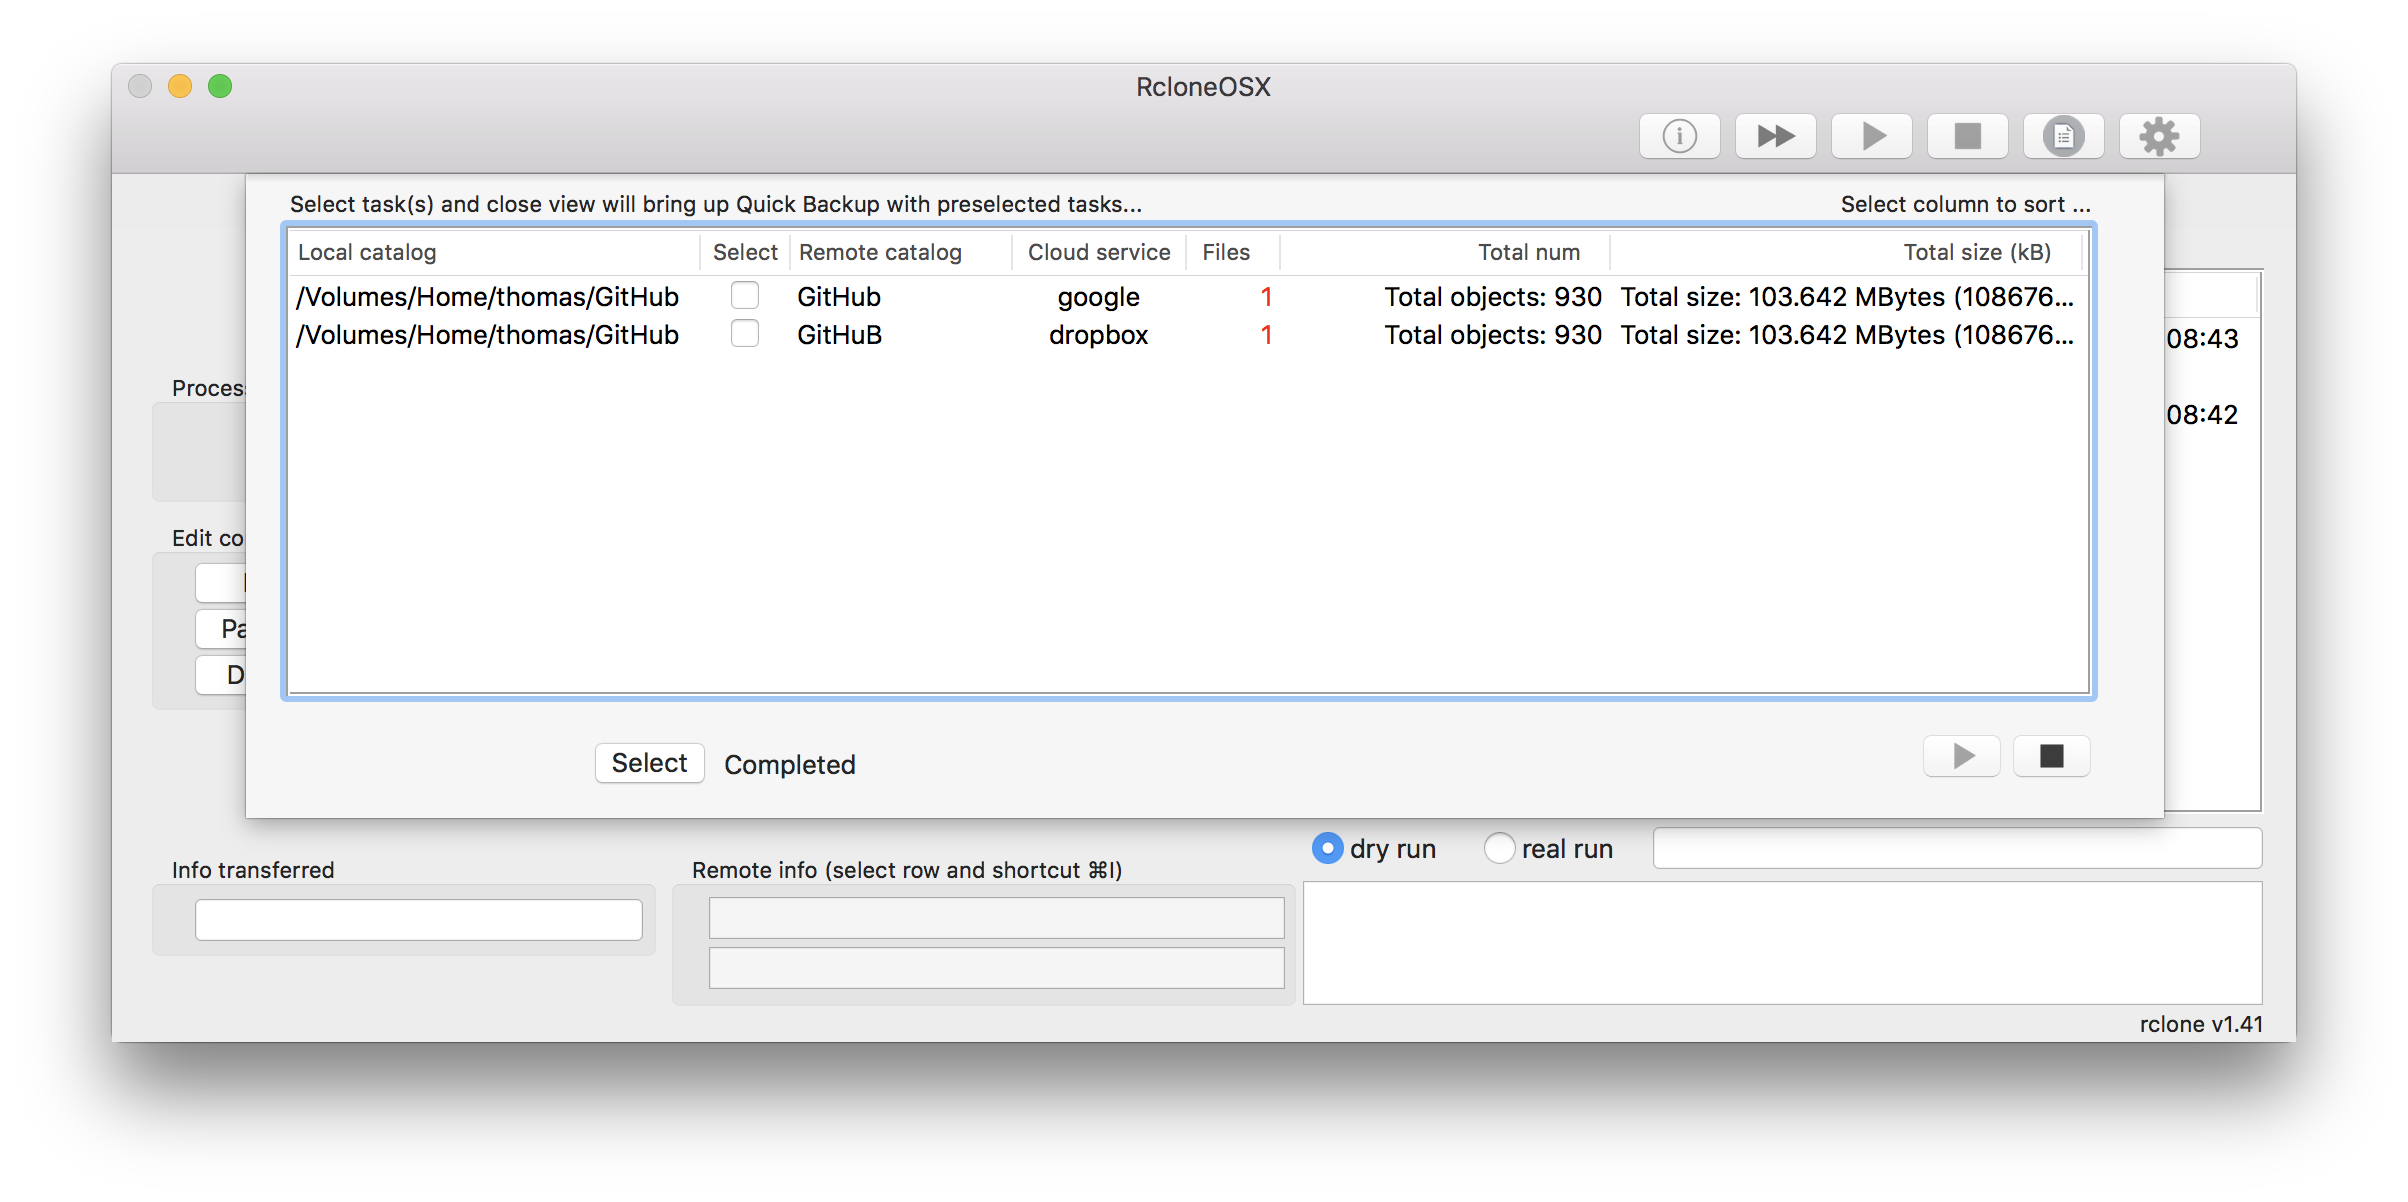 RcloneOSX
Select task(s) and close view will bring up Quick Backup with preselected tasks...
Select column to sort ...
Local catalog Select Remote catalog Cloud service Files Total num Total size (kB)
/Volumes/Home/thomas/GitHub GitHub google 1 Total objects: 930 Total size: 103.642 MBytes (108676...
/Volumes/Home/thomas/GitHub GitHuB dropbox 1 Total objects: 930 Total size: 103.642 MBytes (108676...
08:43
08:42
Proces
Edit co
Pa
D
Select Completed
dry run real run
Info transferred
Remote info (select row and shortcut ⌘I)
rclone v1.41